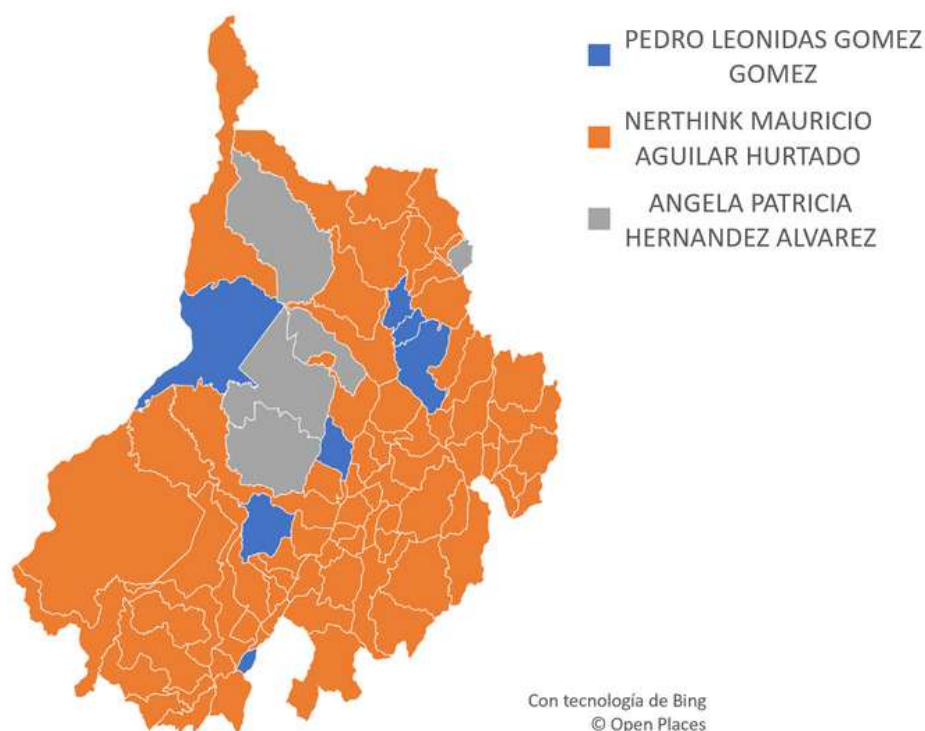 PEDRO LEONIDAS GOMEZ
GOMEZ
NERTHINK MAURICIO
AGUILAR HURTADO
ANGELA PATRICIA
HERNANDEZ ALVAREZ
Con tecnología de Bing
© Open Places